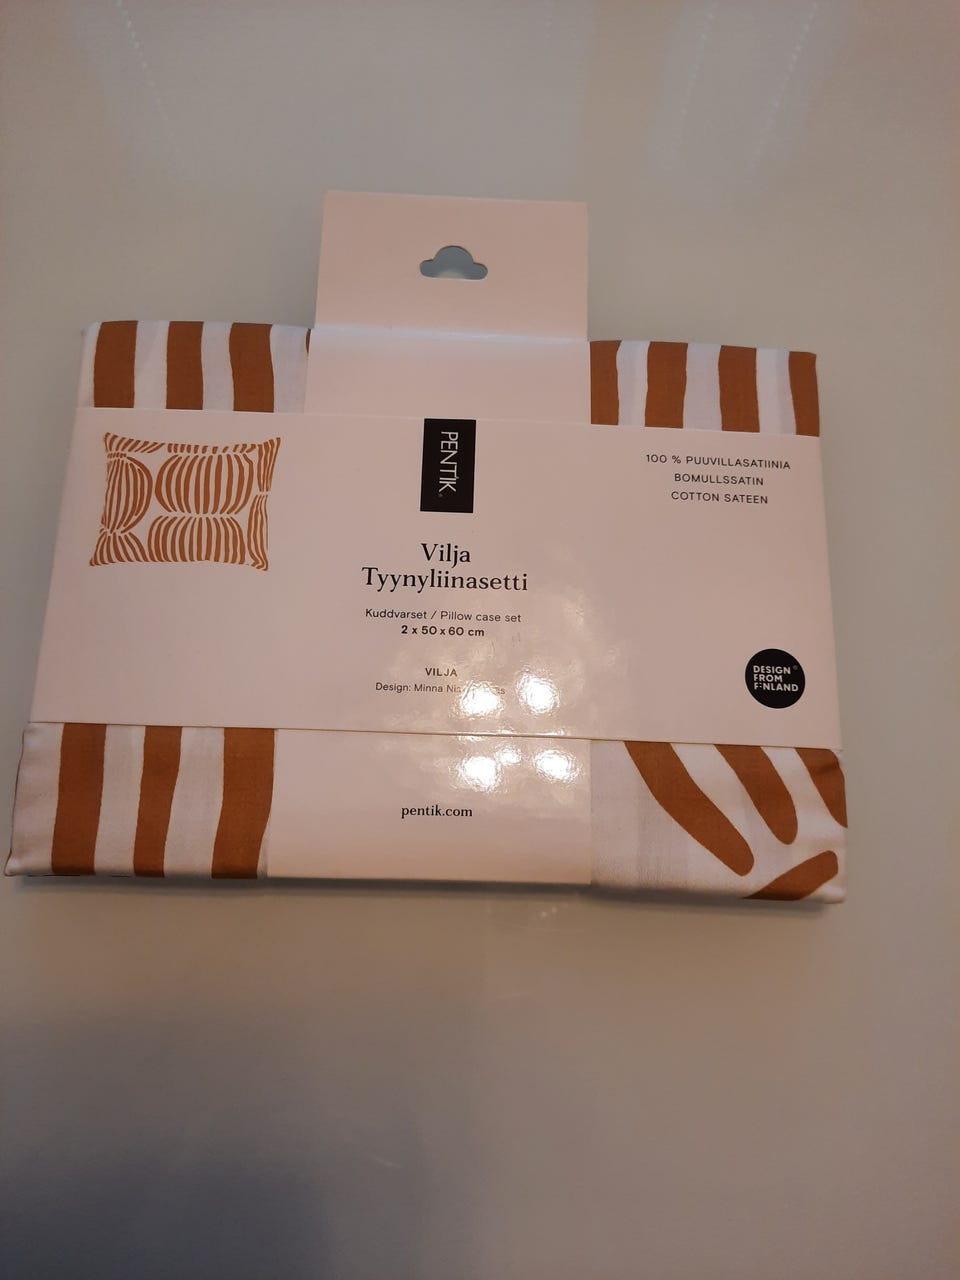 PENTIK®
100 % PUUVILLASATIINIA
BOMULLSSATIN
COTTON SATEEN
Vilja
Tyynyliinasetti
Kuddvarset / Pillow case set
2 x 50 x 60 cm
VILJA
Design: Minna
DESIGN
FROM
FINLAND
pentik.com